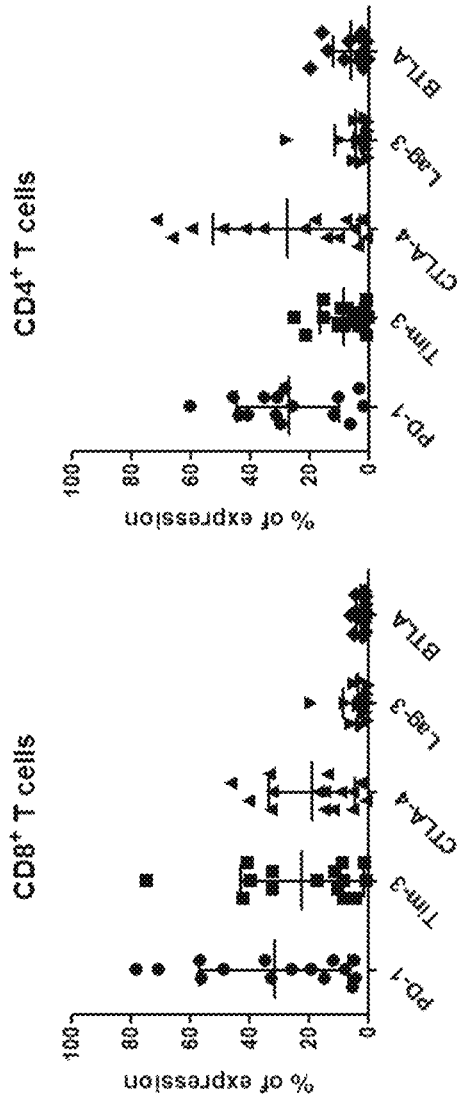 CD8+ T cells
% of expression
100
80
60
40
20
0
PD-1
Tim-3
CTLA-4
Lag-3
BTLA
CD4+ T cells
% of expression
100
80
60
40
20
0
PD-1
Tim-3
CTLA-4
Lag-3
BTLA